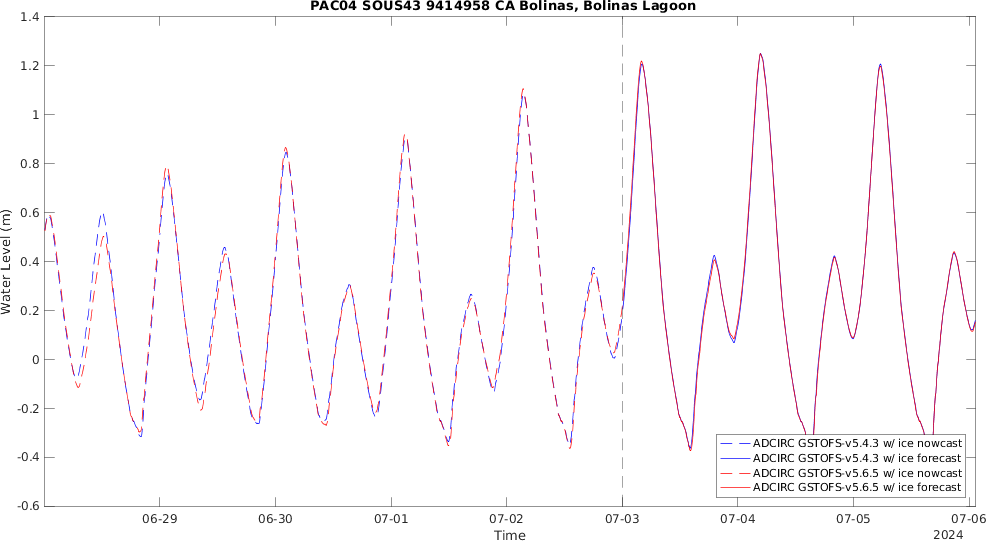 PAC04 SOUS43 9414958 CA Bolinas, Bolinas Lagoon
Water Level (m)
1.4
1.2
1
0.8
0.6
0.4
0.2
0
-0.2
-0.4
-0.6
ADCIRC GSTOFS-v5.4.3 w/ ice nowcast
ADCIRC GSTOFS-v5.4.3 w/ ice forecast
ADCIRC GSTOFS-v5.6.5 w/ ice nowcast
ADCIRC GSTOFS-v5.6.5 w/ ice forecast
06-29 06-30 07-01 07-02 07-03 07-04 07-05 07-06
Time
2024